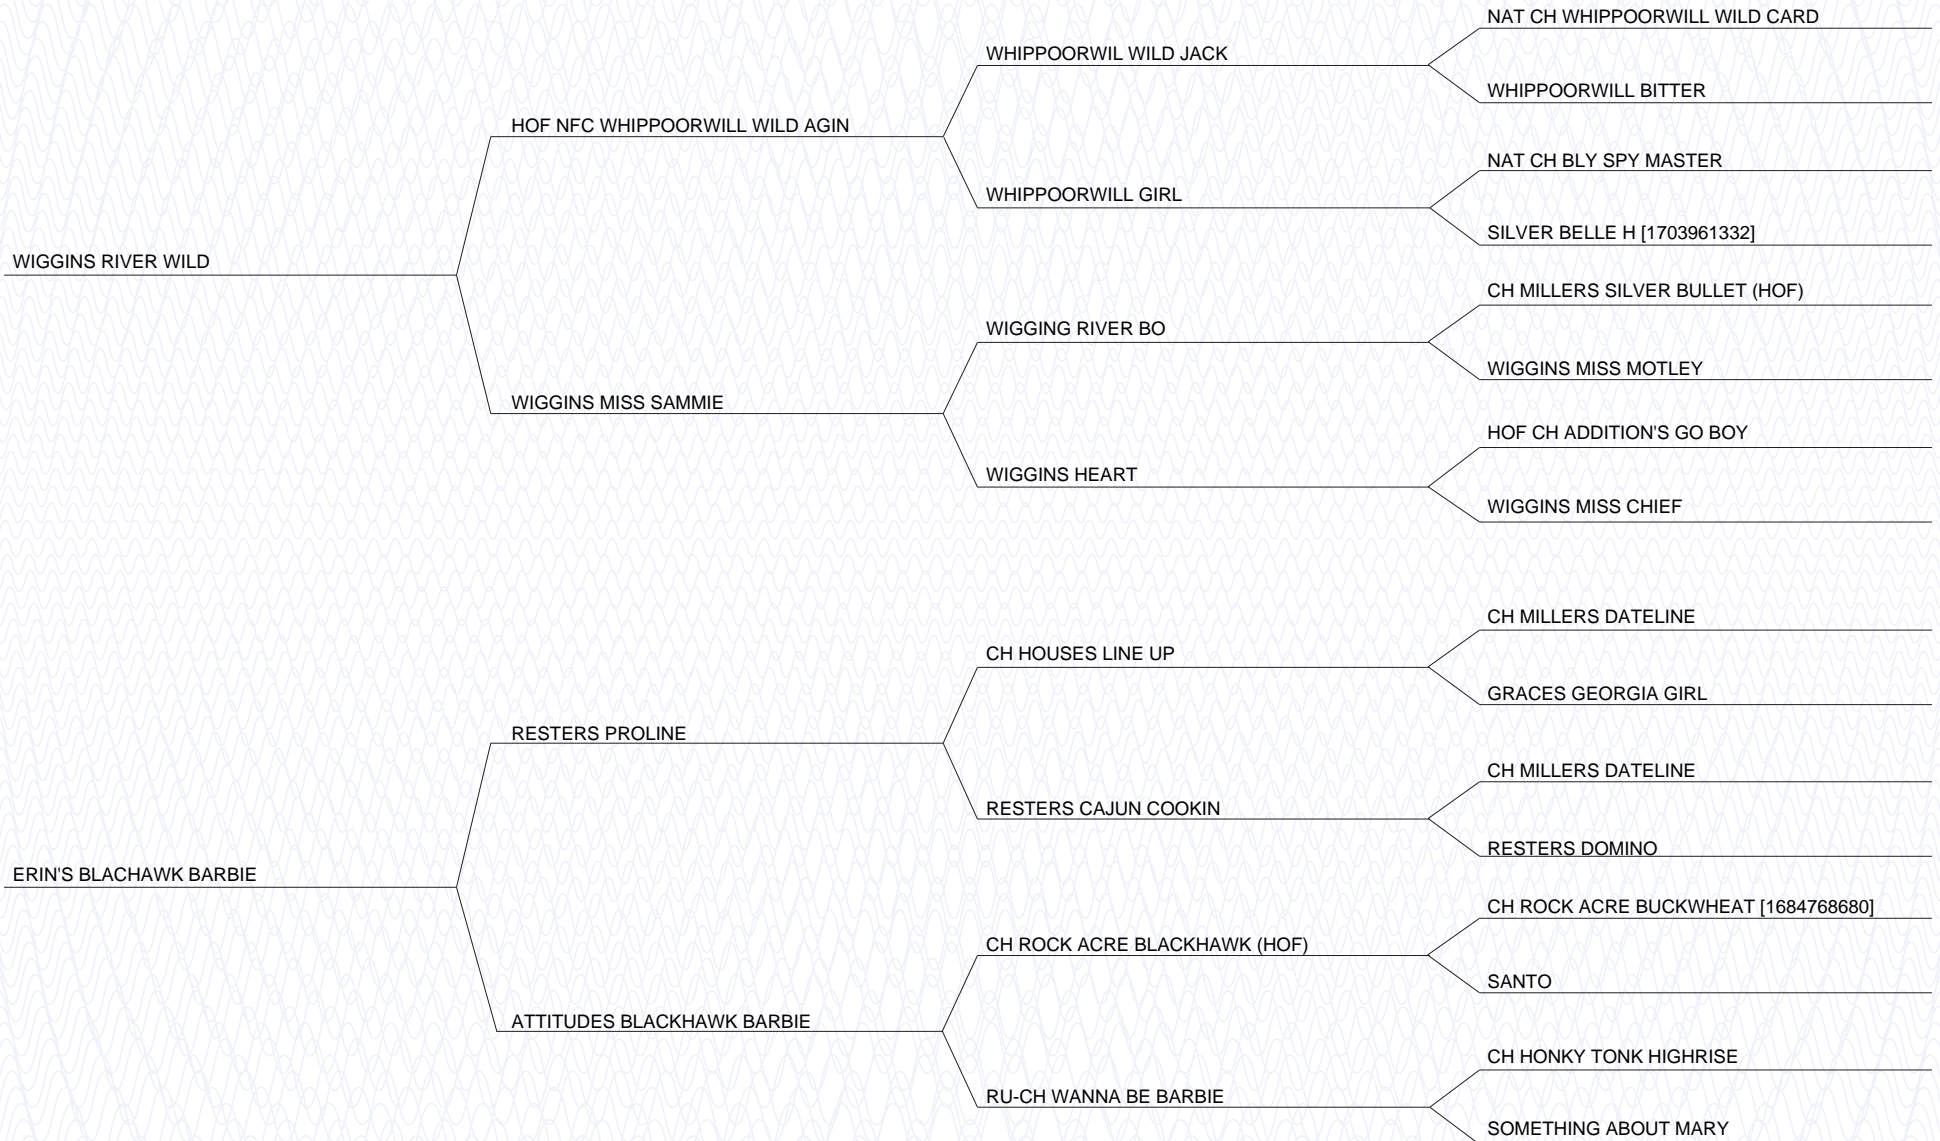 NAT CH WHIPPOORWILL WILD CARD
WHIPPOORWIL WILD JACK
WHIPPOORWILL BITTER
HOF NFC WHIPPOORWILL WILD AGIN
NAT CH BLY SPY MASTER
WHIPPOORWILL GIRL
SILVER BELLE H [1703961332]
WIGGINS RIVER WILD
CH MILLERS SILVER BULLET (HOF)
WIGGING RIVER BO
WIGGINS MISS MOTLEY
WIGGINS MISS SAMMIE
HOF CH ADDITION'S GO BOY
WIGGINS HEART
WIGGINS MISS CHIEF
CH MILLERS DATELINE
CH HOUSES LINE UP
GRACES GEORGIA GIRL
RESTERS PROLINE
CH MILLERS DATELINE
RESTERS CAJUN COOKIN
RESTERS DOMINO
ERIN'S BLACHAWK BARBIE
CH ROCK ACRE BUCKWHEAT [1684768680]
CH ROCK ACRE BLACKHAWK (HOF)
SANTO
ATTITUDES BLACKHAWK BARBIE
CH HONKY TONK HIGHRISE
RU-CH WANNA BE BARBIE
SOMETHING ABOUT MARY